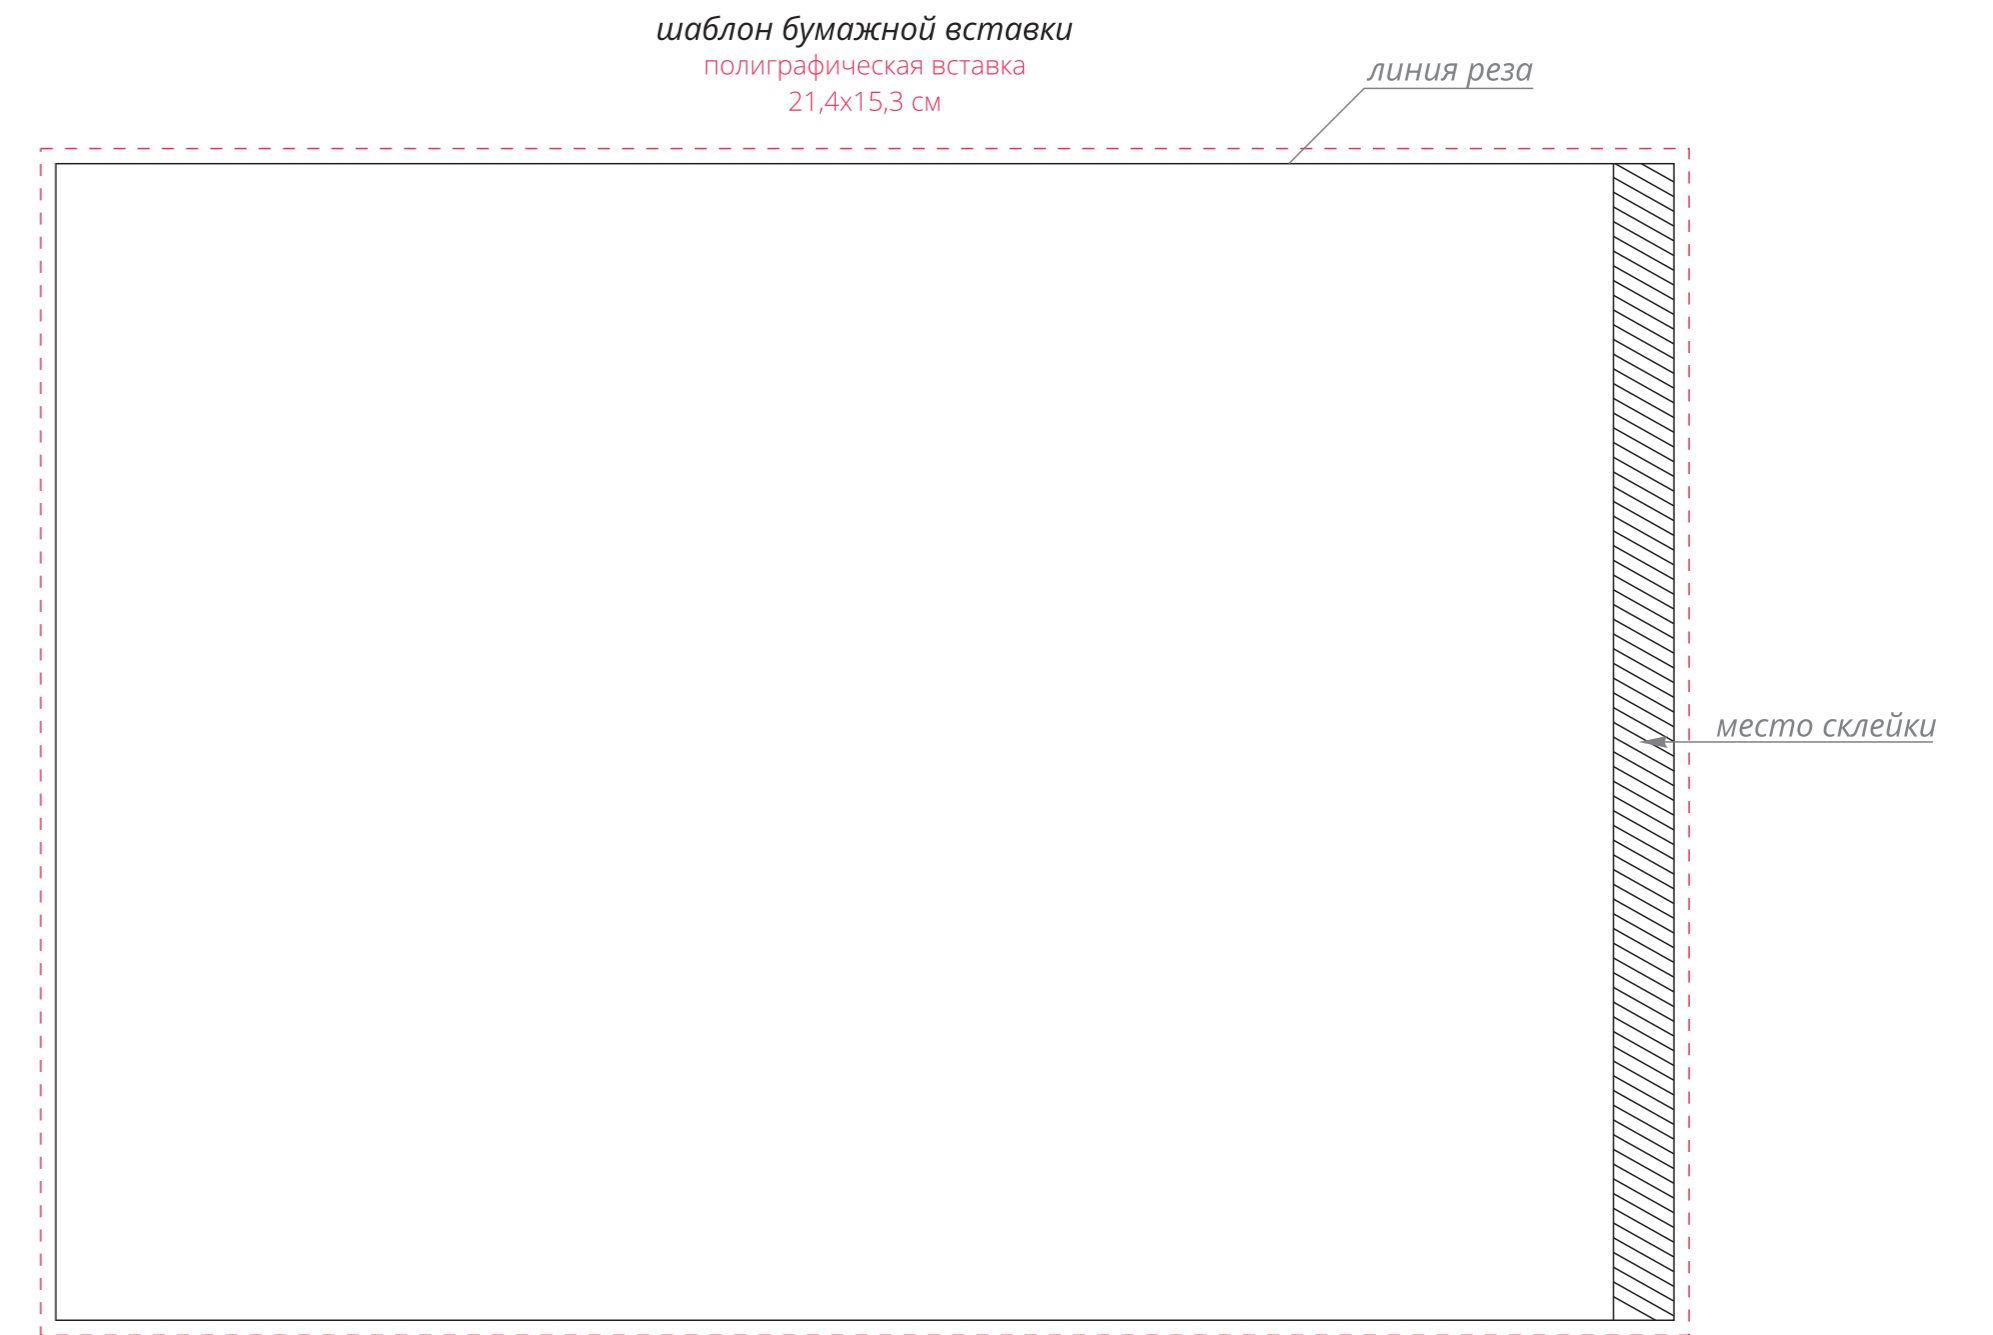 шаблон бумажной вставки
полиграфическая вставка
21,4х15,3 см
линия реза
место склейки